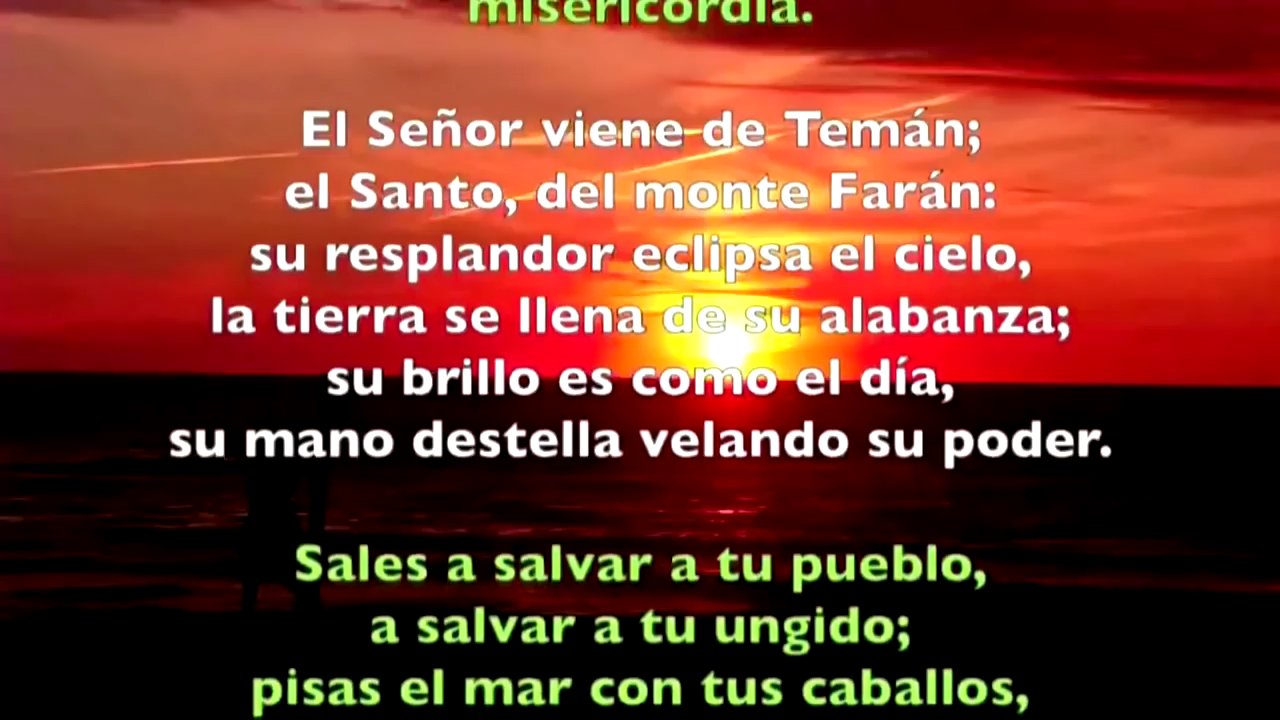 misericordia.
El Señor viene de Temán;
el Santo, del monte Farán:
su resplandor eclipsa el cielo,
la tierra se llena de su alabanza;
su brillo es como el día,
su mano destella velando su poder.
Sales a salvar a tu pueblo,
a salvar a tu ungido;
pisas el mar con tus caballos,